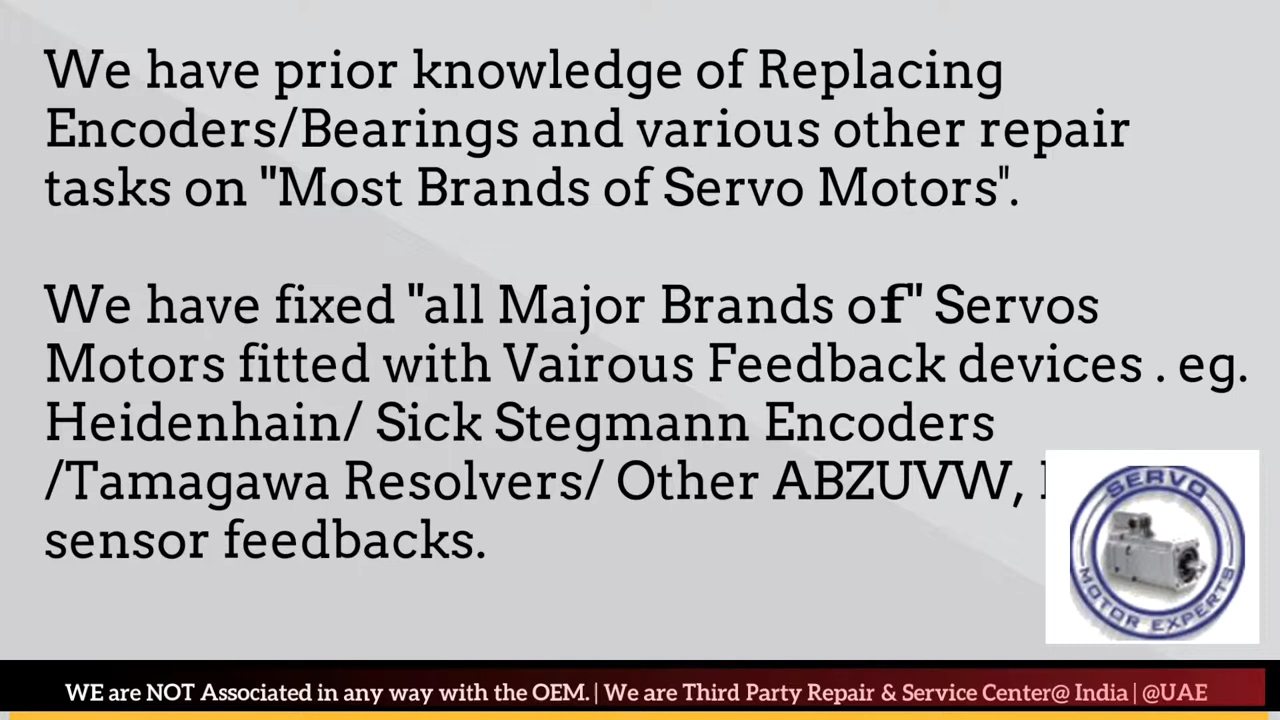 We have prior knowledge of Replacing
Encoders/Bearings and various other repair
tasks on "Most Brands of Servo Motors".
We have fixed "all Major Brands of" Servos
Motors fitted with Vairous Feedback devices . eg.
Heidenhain/ Sick Stegmann Encoders
/Tamagawa Resolvers/ Other ABZUVW,
sensor feedbacks.
SERVO
MOTOR EXPERTS
WE are NOT Associated in any way with the OEM. | We are Third Party Repair & Service Center@ India | @UAE